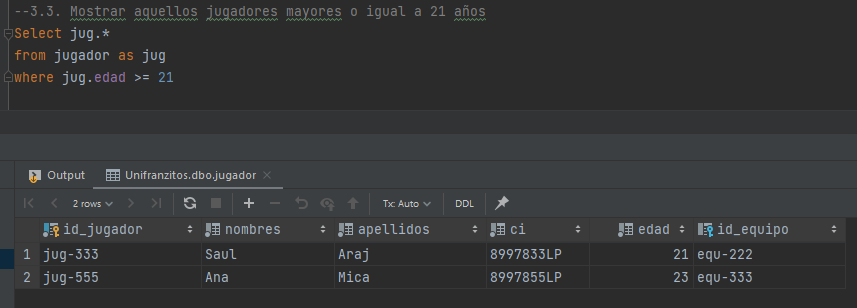 --3.3. Mostrar aquellos jugadores mayores o igual a 21 años
Select jug.*
from jugador as jug
where jug.edad >= 21
Output Unifranzitos.dbo.jugador
2 rows Tx: Auto DDL
id_jugador nombres apellidos ci edad id_equipo
1 jug-333 Saul Araj 8997833LP 21 equ-222
2 jug-555 Ana Mica 8997855LP 23 equ-333